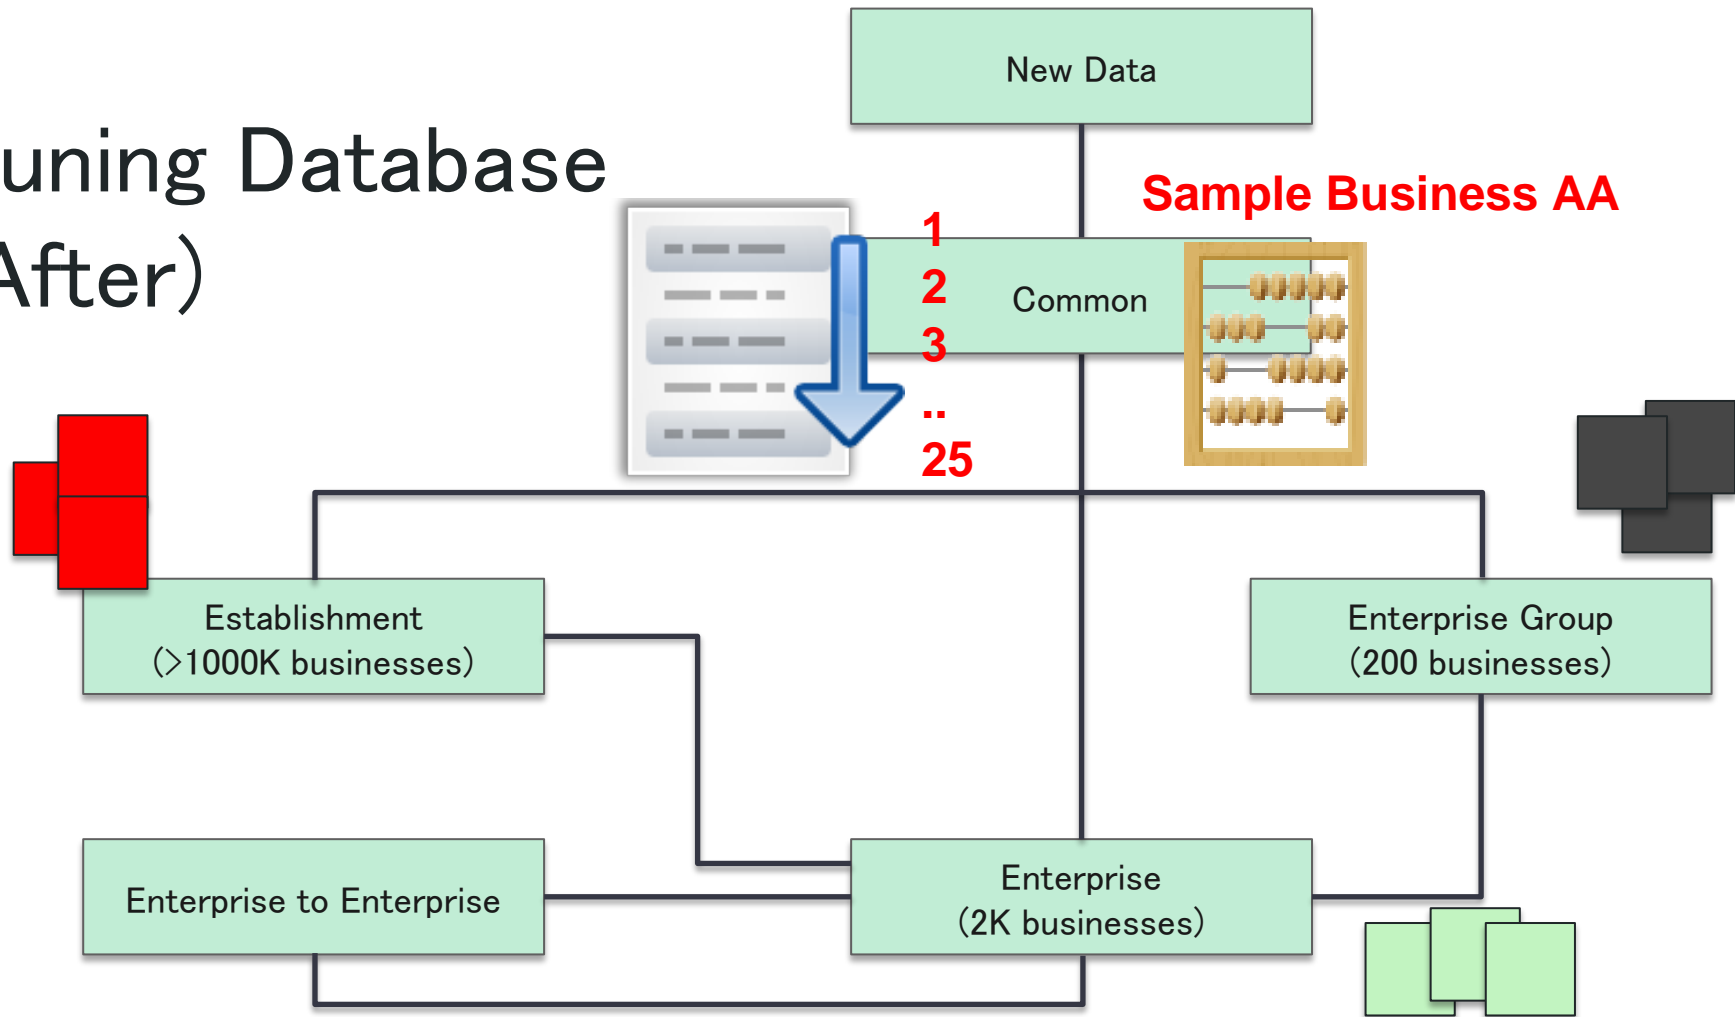 New Data
uning Database
After)
Sample Business AA
1
2
3
..
25
Common
Establishment
(>1000K businesses)
Enterprise Group
(200 businesses)
Enterprise to Enterprise
Enterprise
(2K businesses)